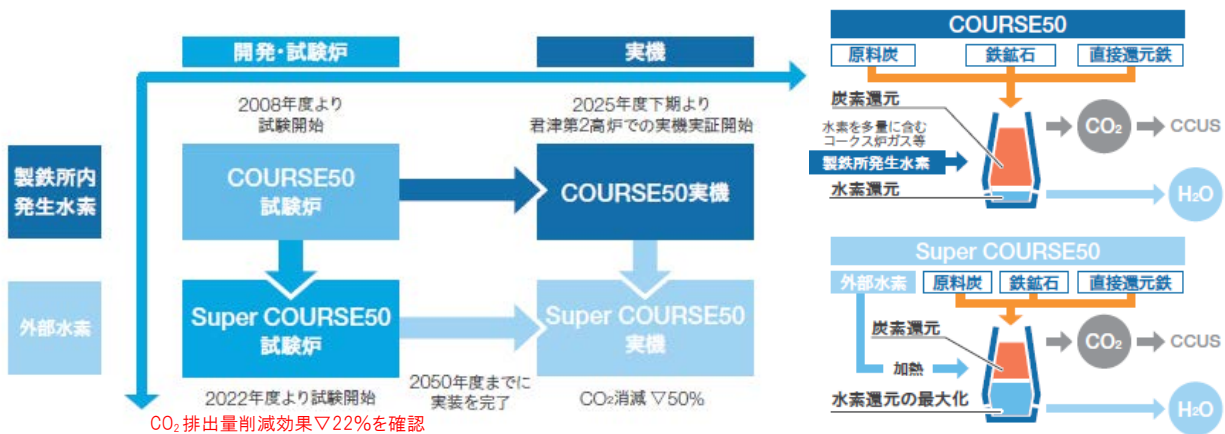 開発・試験炉
実機
2008年度より
試験開始
2025年度下期より
君津第2高炉での実機実証開始
製鉄所内
発生水素
COURSE50
試験炉
COURSE50実機
外部水素
Super COURSE50
試験炉
Super COURSE50
実機
2022年度より試験開始
2050年度までに
実装を完了
CO₂消減 ▽50%
CO₂排出量削減効果▽22%を確認
COURSE50
原料炭
鉄鉱石
直接還元鉄
炭素還元
水素を多量に含む
コークス炉ガス等
製鉄所発生水素
水素還元
CO₂
CCUS
H₂O
Super COURSE50
外部水素
原料炭
鉄鉱石
直接還元鉄
炭素還元
加熱
水素還元の最大化
CO₂
CCUS
H₂O